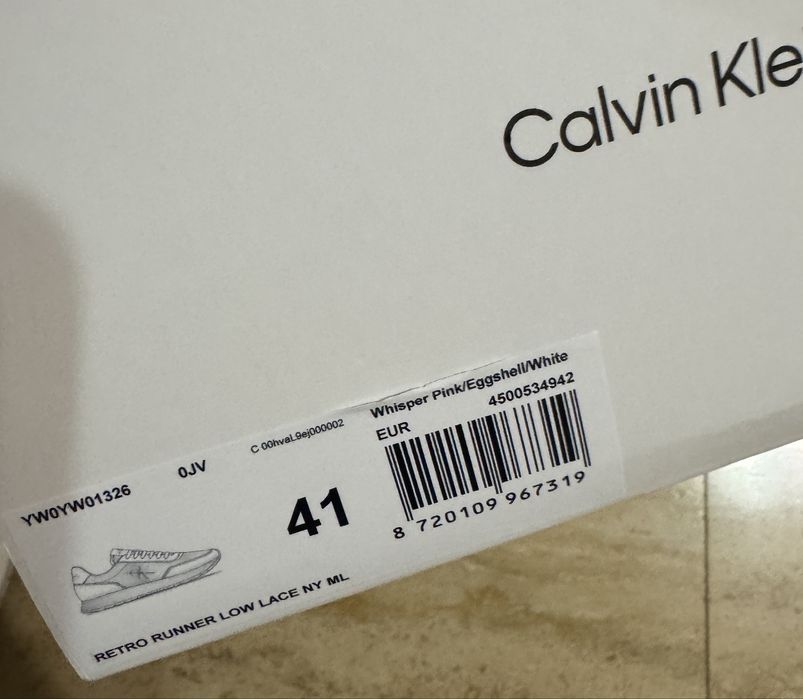 Calvin Kle
Whisper Pink/Eggshell/White
4500534942
EUR
C 00hvaL9ej000002
0JV
YW0YW01326
41
8 720109 967319
RETRO RUNNER LOW LACE NY ML